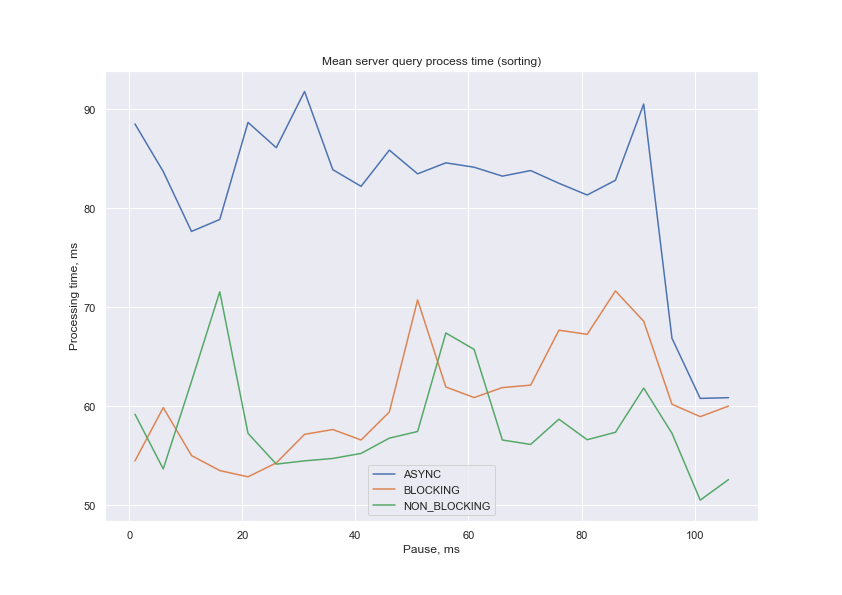 Mean server query process time (sorting)
Processing time, ms
90
80
70
60
50
ASYNC
BLOCKING
NON_BLOCKING
0
20
40
60
80
100
Pause, ms